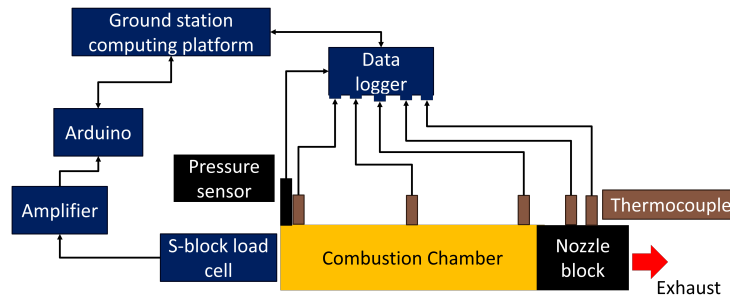 Ground station
computing platform
Data
logger
Arduino
Pressure
sensor
Amplifier
Thermocouple
S-block load
cell
Combustion Chamber
Nozzle
block
Exhaust